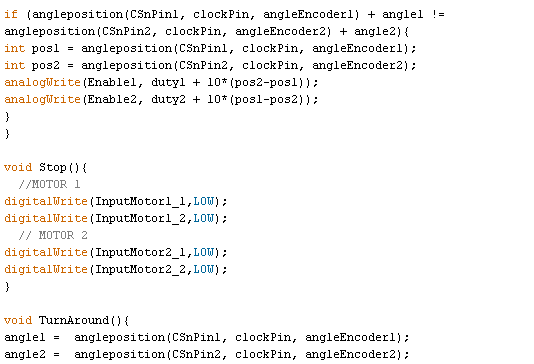 if (angleposition(CSnPin1, clockPin, angleEncoder1) + angle1 !=
angleposition(CSnPin2, clockPin, angleEncoder2) + angle2){
int pos1 = angleposition(CSnPin1, clockPin, angleEncoder1);
int pos2 = angleposition(CSnPin2, clockPin, angleEncoder2);
analogWrite(Enable1, duty1 + 10*(pos2-pos1));
analogWrite(Enable2, duty2 + 10*(pos1-pos2));
}
}

void Stop(){
  //MOTOR 1
digitalWrite(InputMotor1_1,LOW);
digitalWrite(InputMotor1_2,LOW);
  // MOTOR 2
digitalWrite(InputMotor2_1,LOW);
digitalWrite(InputMotor2_2,LOW);
}

void TurnAround(){
angle1 =  angleposition(CSnPin1, clockPin, angleEncoder1);
angle2 =  angleposition(CSnPin2, clockPin, angleEncoder2);